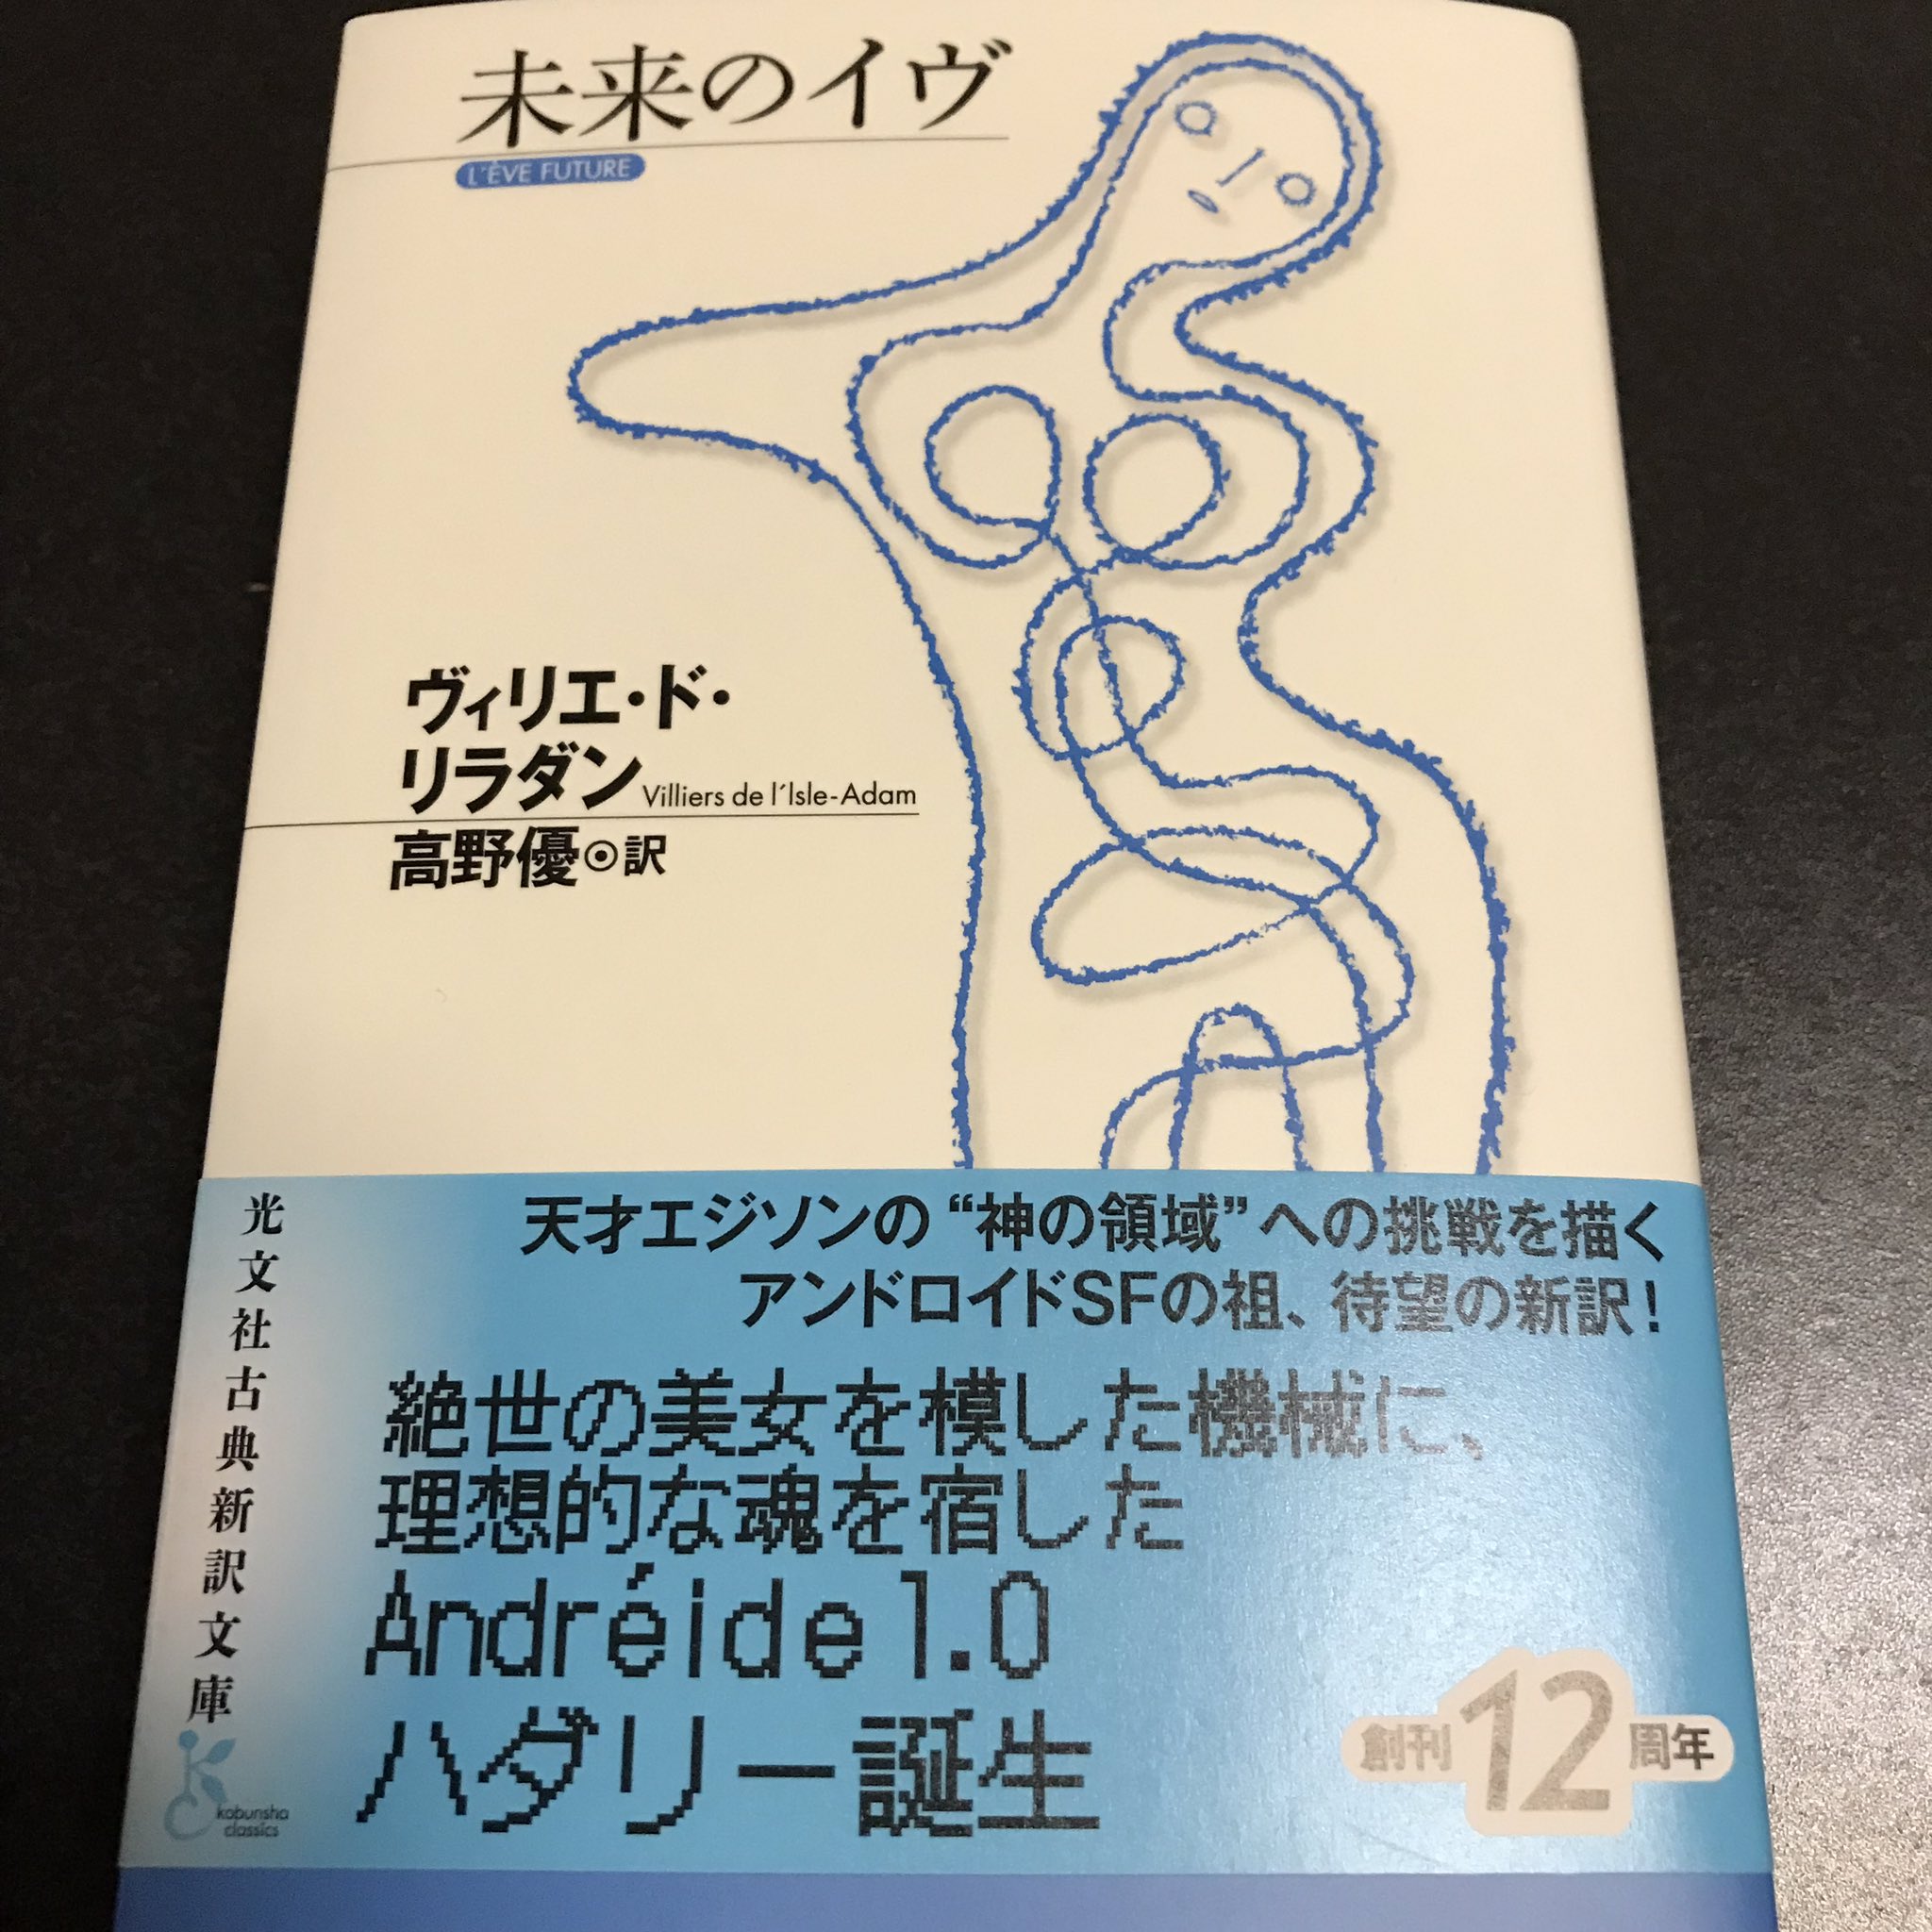 未来のイヴ
L'ÈVE FUTURE
ヴィリエ・ド・
リラダン Villiers de l'Isle-Adam
高野優◎訳
光文社古典新訳文庫
kobunsha
classics
天才エジソンの“神の領域”への挑戦を描く
アンドロイドSFの祖、待望の新訳!
絶世の美女を模した機械に、
理想的な魂を宿した
Andréide 1.0
ハダリー誕生
創刊12周年